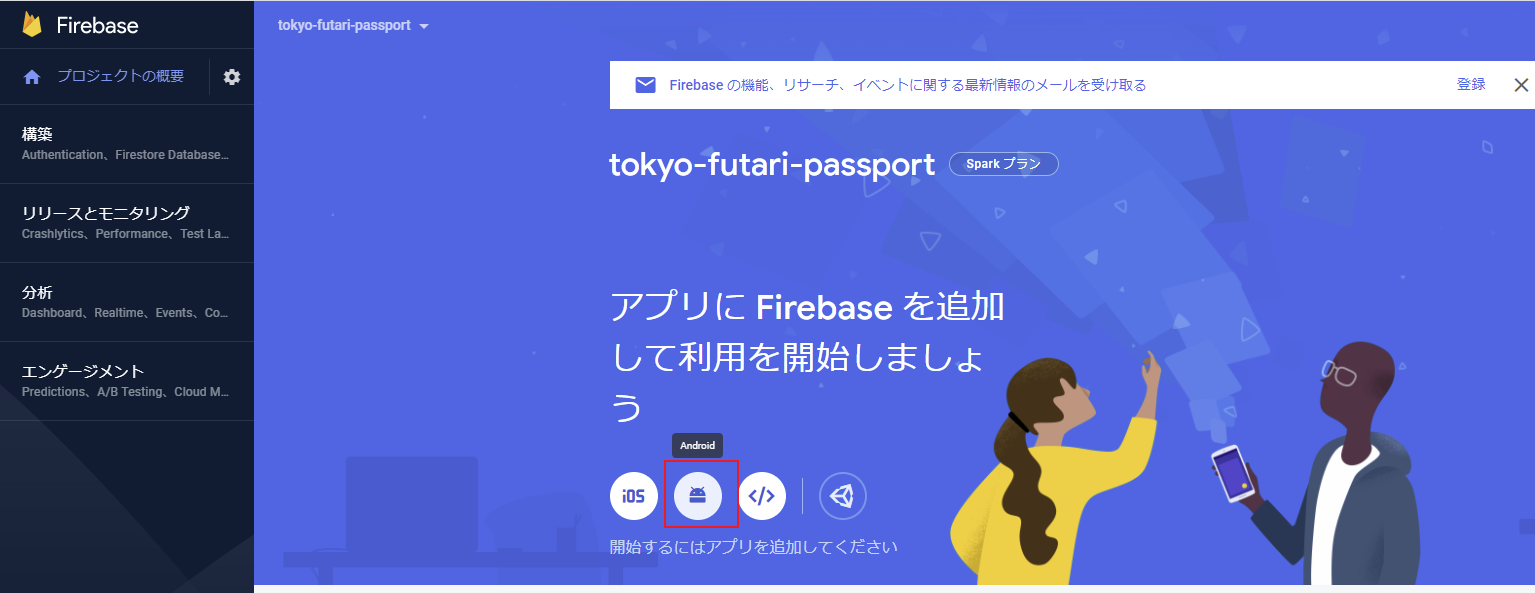 Firebase
プロジェクトの概要
構築
Authentication、Firestore Database...
リリースとモニタリング
Crashlytics、Performance、Test La...
分析
Dashboard、Realtime、Events、Co...
エンゲージメント
Predictions、A/B Testing、Cloud M...
tokyo-futari-passport
Firebase の機能、リサーチ、イベントに関する最新情報のメールを受け取る
登録
tokyo-futari-passport
Spark プラン
アプリに Firebase を追加
して利用を開始しましょ
う
Android
iOS
</>
開始するにはアプリを追加してください